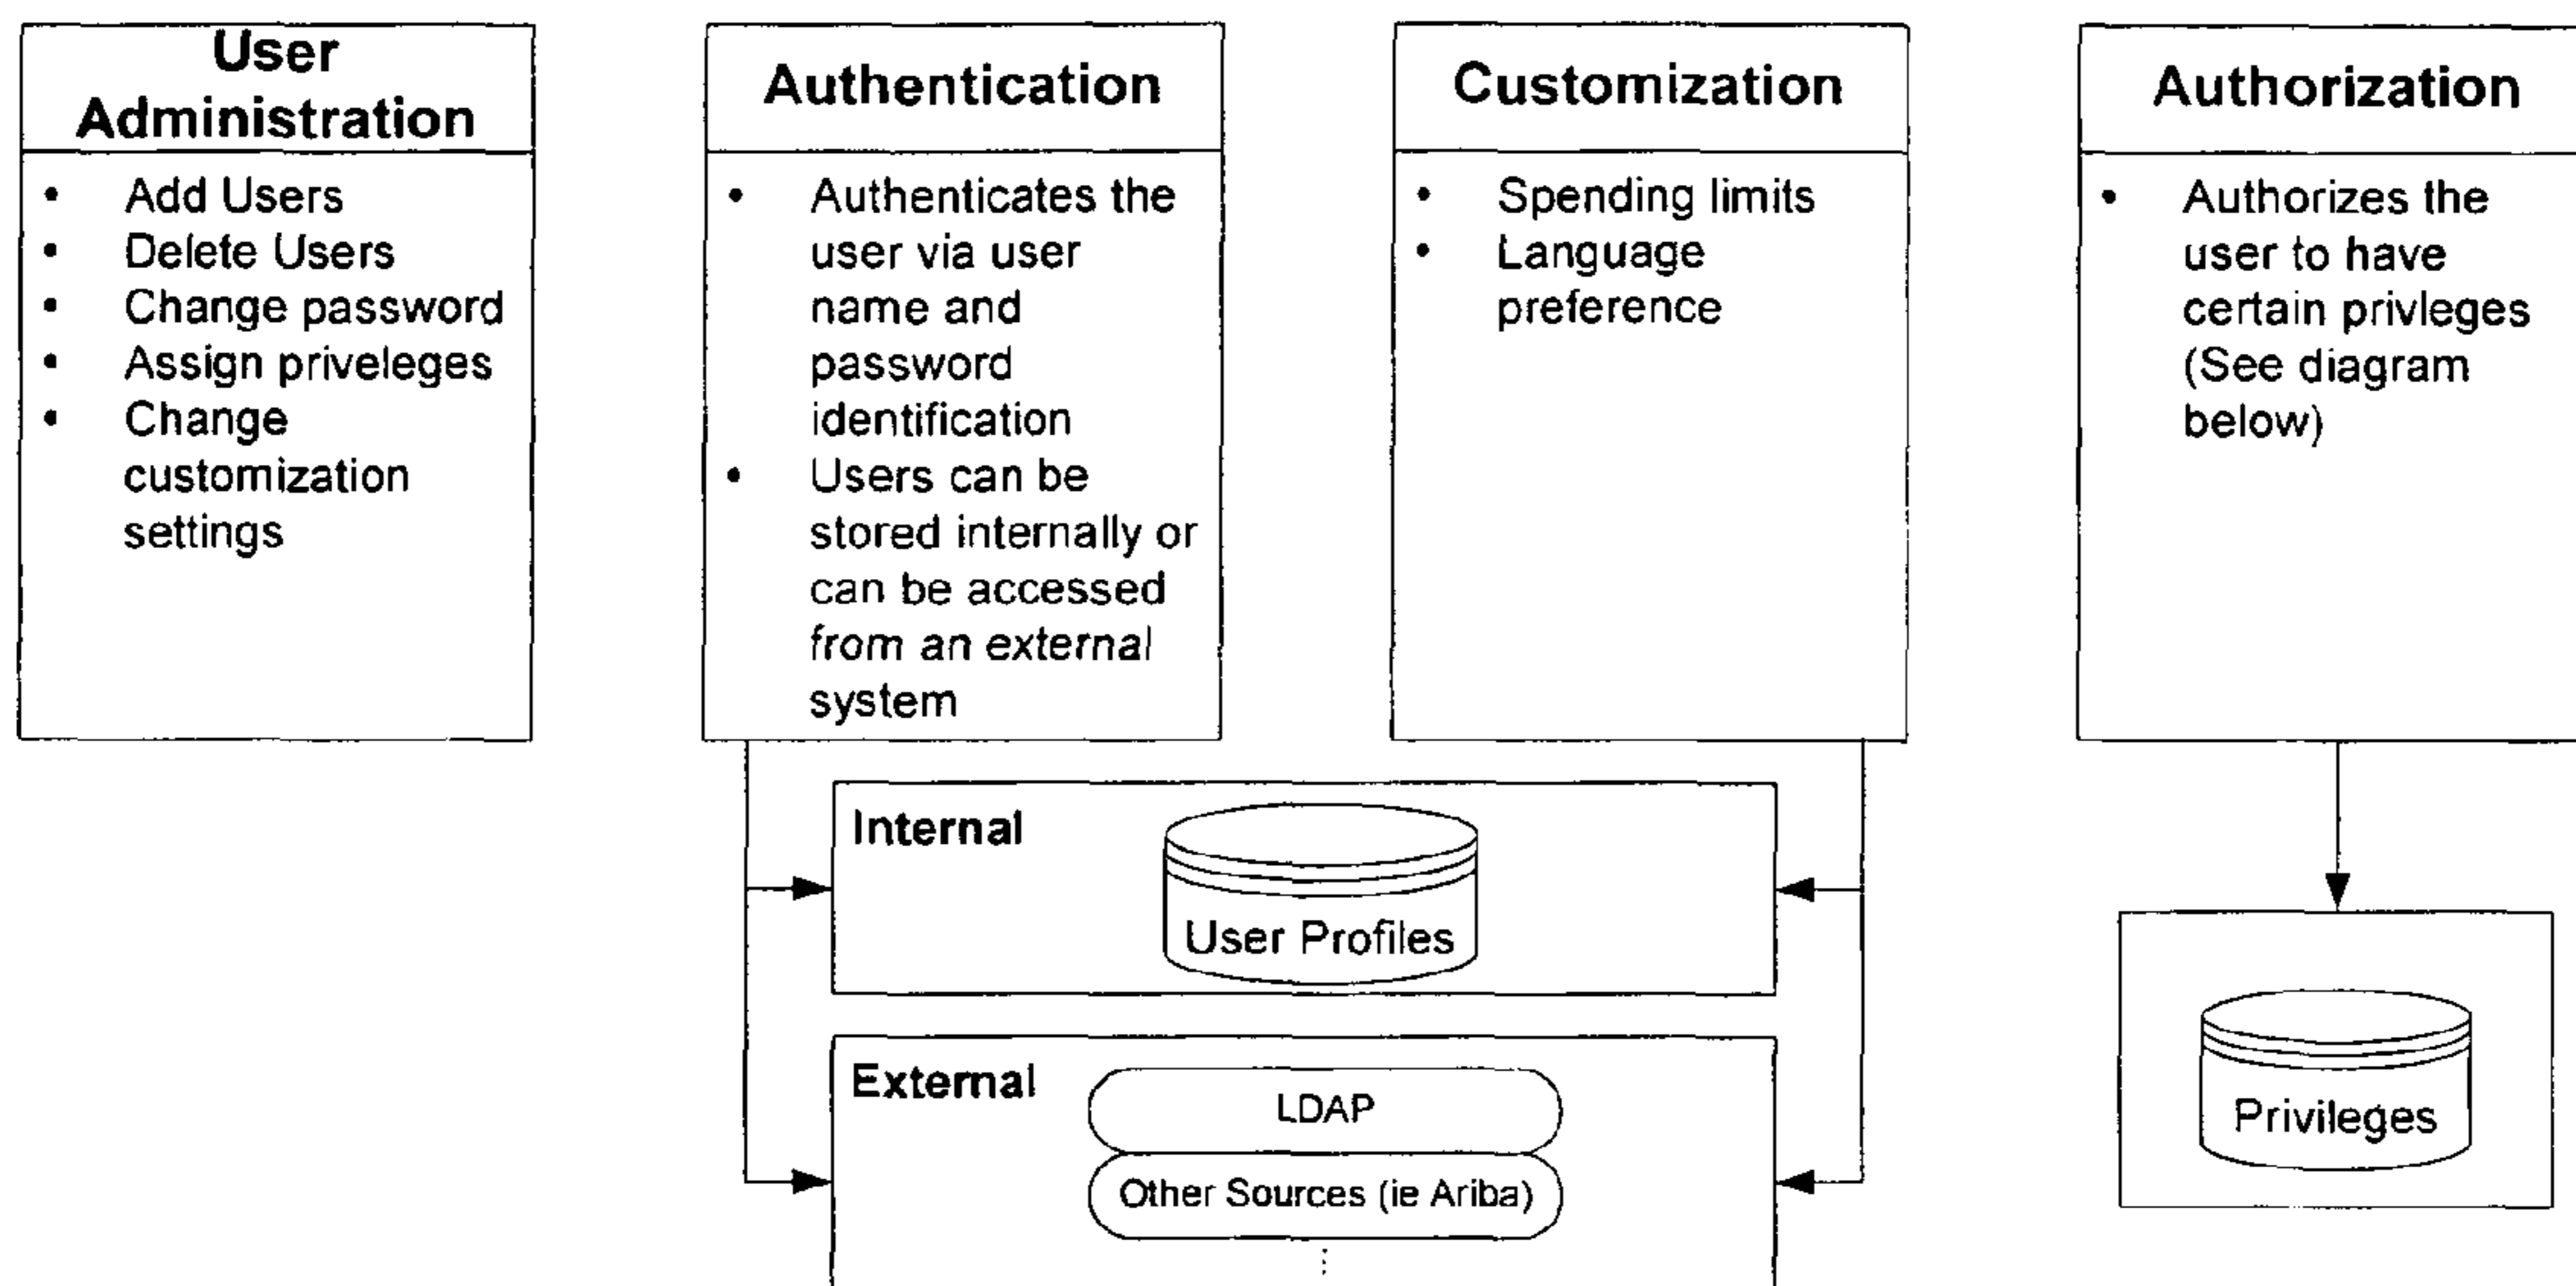 User
Administration
• Add Users
• Delete Users
• Change password
• Assign priveleges
• Change
customization
settings
Authentication
• Authenticates the
user via user
name and
password
identification
• Users can be
stored internally or
can be accessed
from an external
system
Customization
• Spending limits
• Language
preference
Authorization
• Authorizes the
user to have
certain privleges
(See diagram
below)
Internal
User Profiles
External
LDAP
Other Sources (ie Ariba)
Privileges